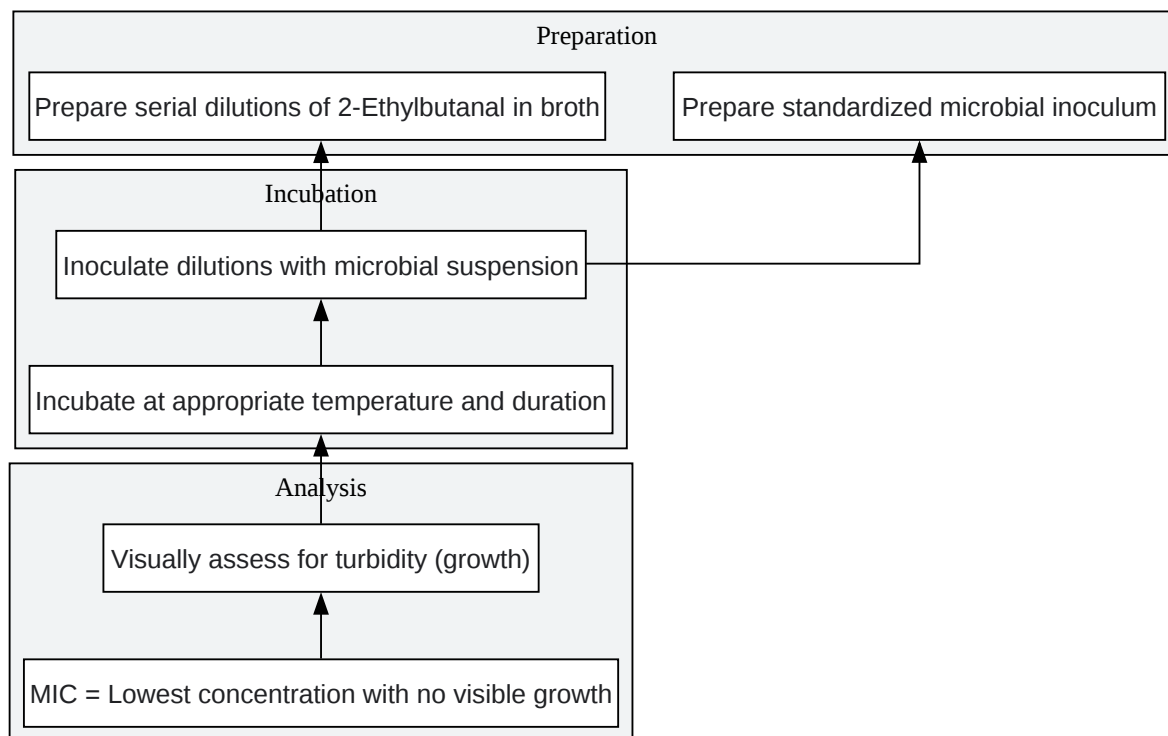 Preparation
Prepare serial dilutions of 2-Ethylbutanal in broth
Prepare standardized microbial inoculum
Incubation
Inoculate dilutions with microbial suspension
Incubate at appropriate temperature and duration
Analysis
Visually assess for turbidity (growth)
MIC = Lowest concentration with no visible growth